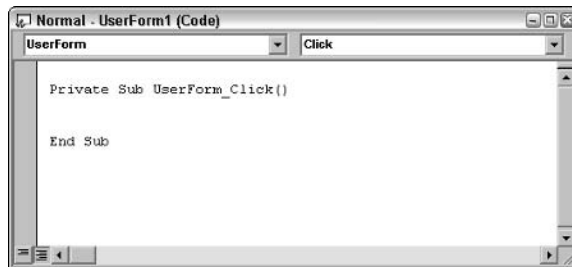 Normal - UserForm1 (Code)
UserForm Click
Private Sub UserForm_Click()
End Sub